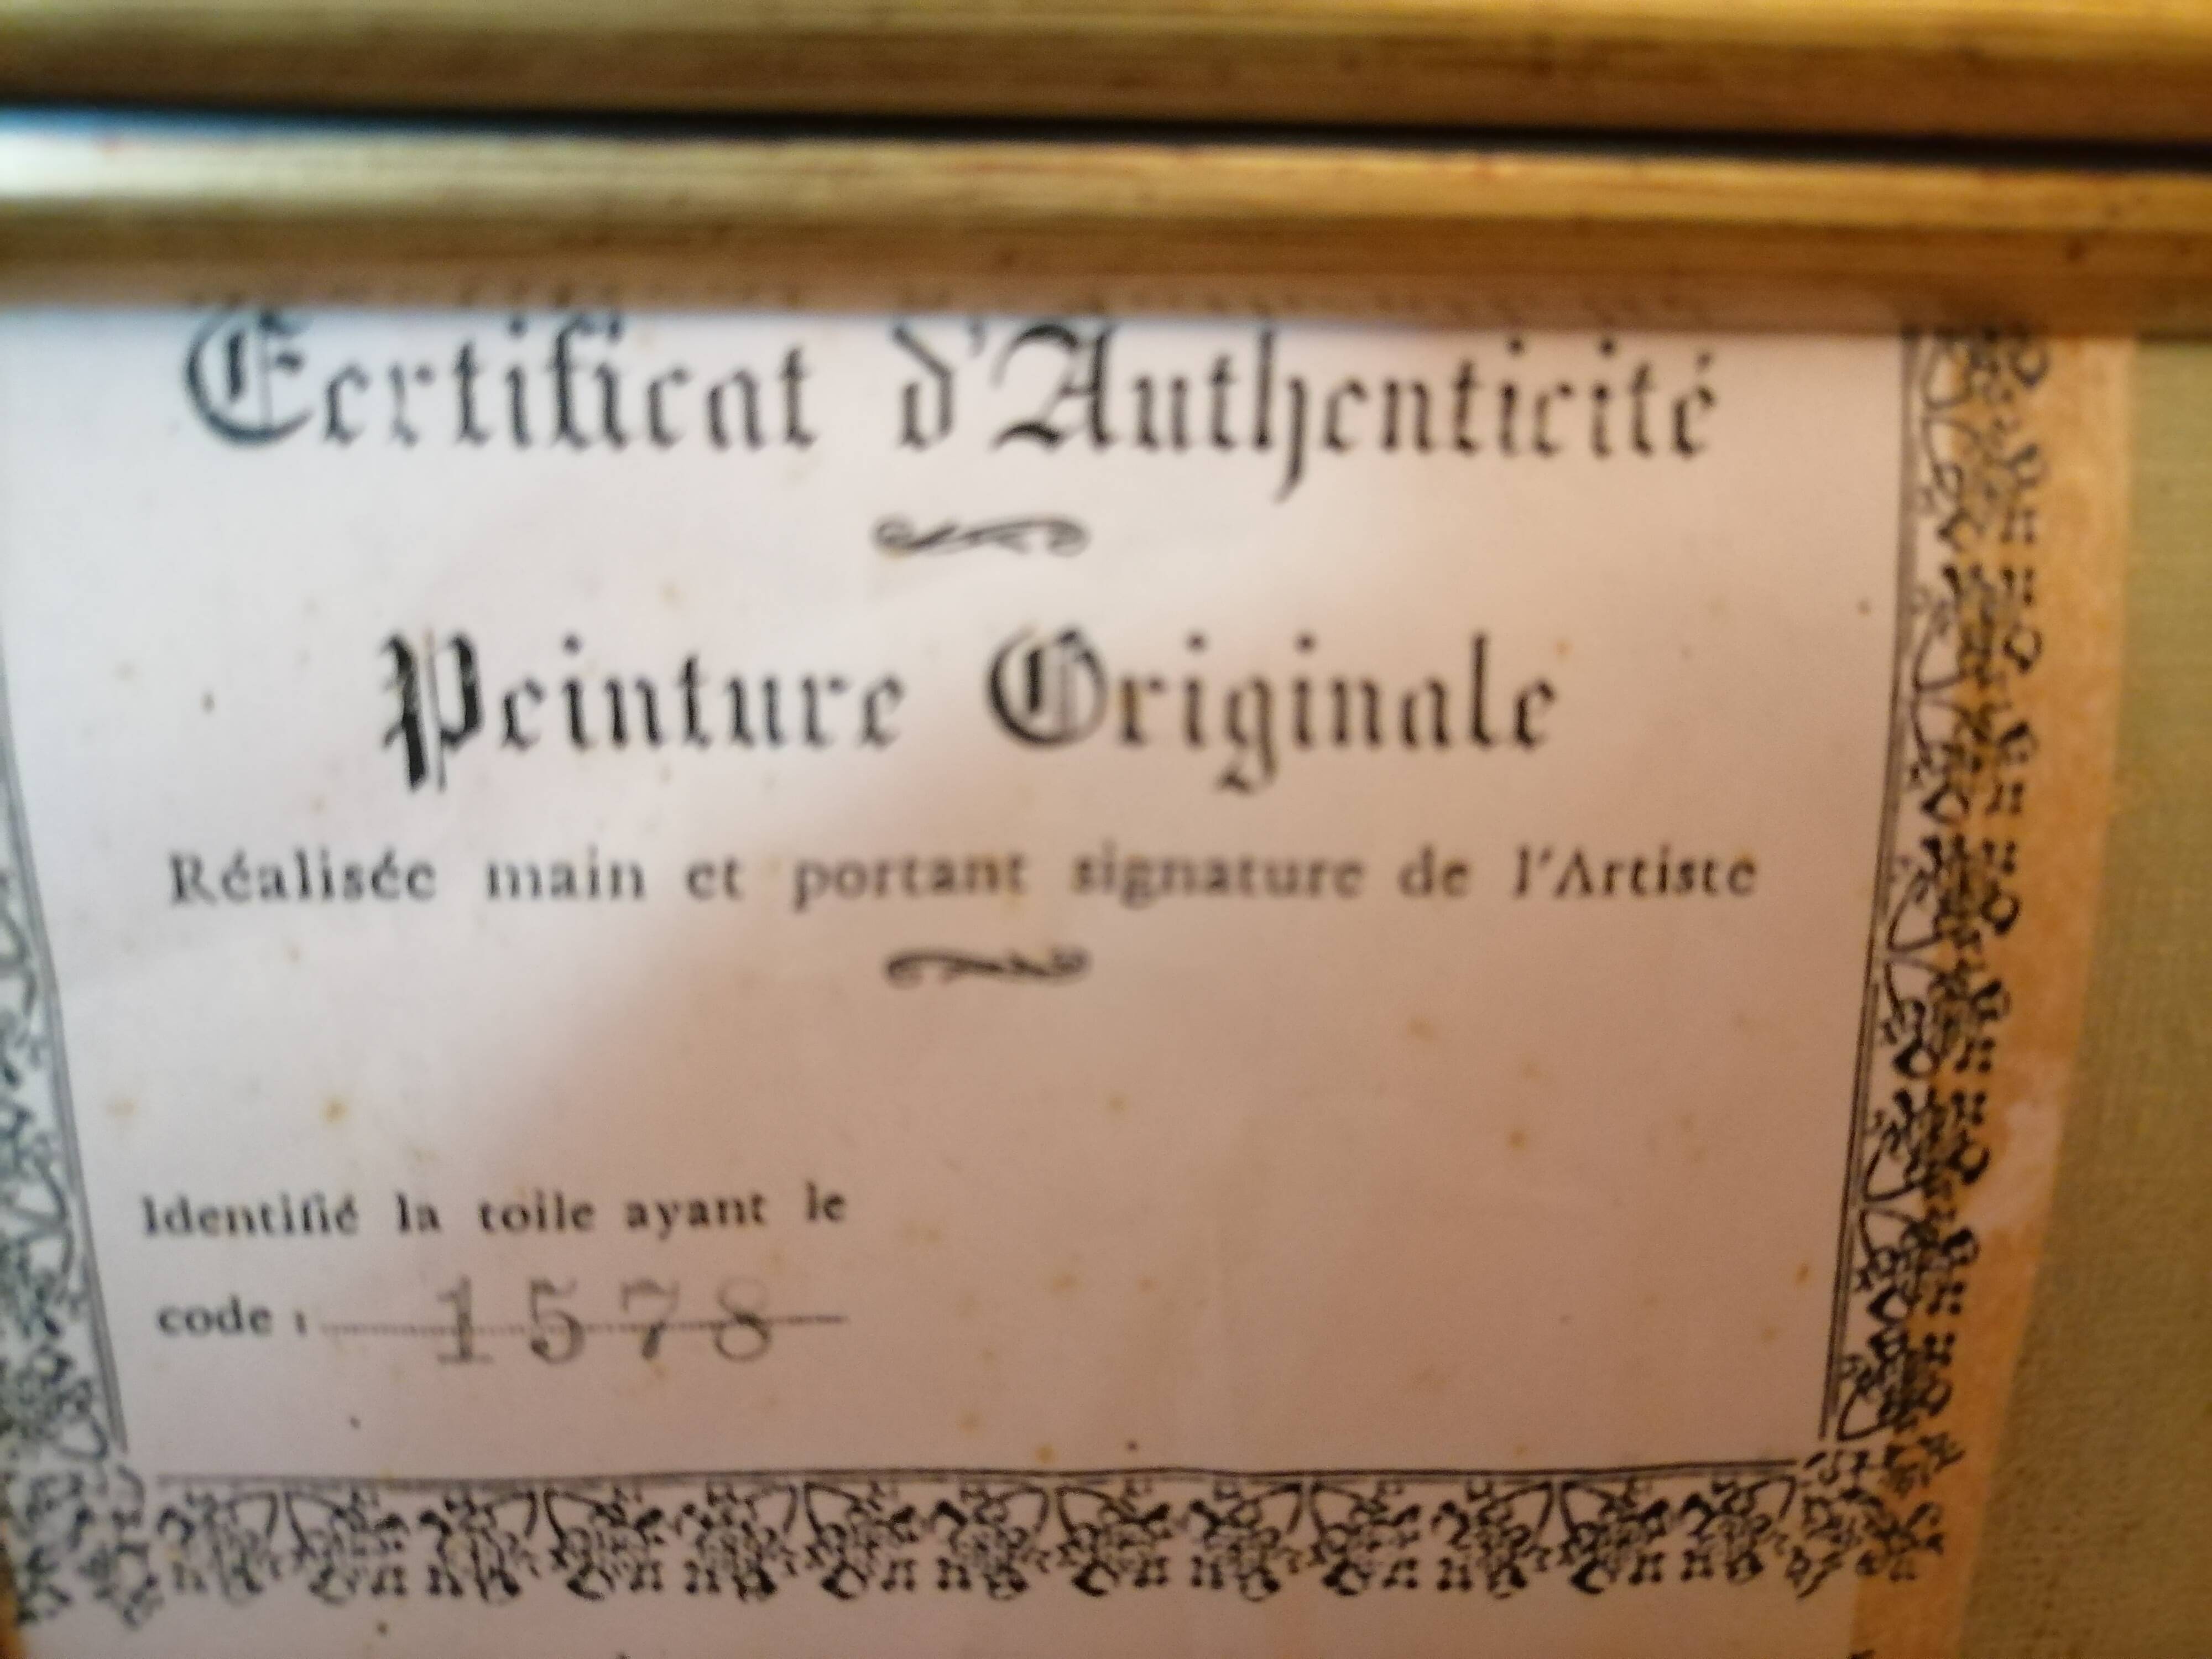 Certificat d'Authenticité
Peinture Originale
Réalisée main et portant signature de l'Artiste
Identifié la toile ayant le
code : 1578